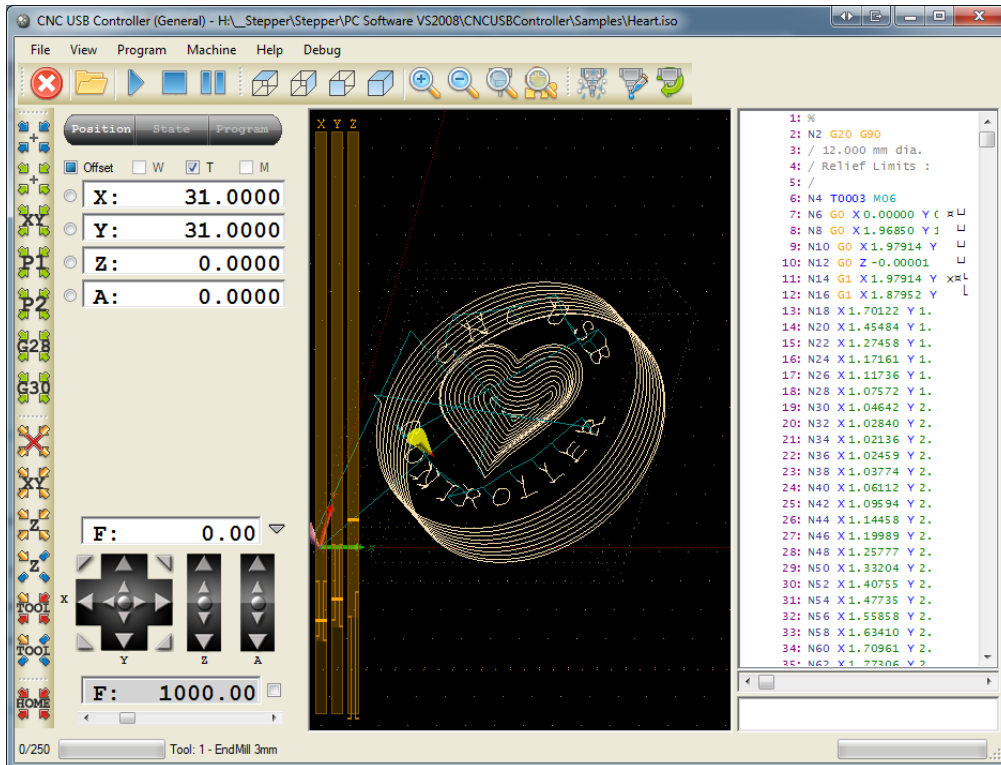 CNC USB Controller (General) - H:\__Stepper\Stepper\PC Software VS2008\CNCUSBController\Samples\Heart.iso
File View Program Machine Help Debug
Position State Program
Offset W T M
X: 31.0000
Y: 31.0000
Z: 0.0000
A: 0.0000
XY
P1
P2
G28
G30
XY
Z
Z
TOOL
TOOL
HOME
F: 0.00
X
Y Z A
F: 1000.00
X Y Z
CNC USB
CONTROLLER
x
1: %
2: N2 G20 G90
3: / 12.000 mm dia.
4: / Relief Limits :
5: /
6: N4 T0003 M06
7: N6 G0 X0.00000 Y
8: N8 G0 X1.96850 Y
9: N10 G0 X1.97914 Y
10: N12 G0 Z-0.00001
11: N14 G1 X1.97914 Y
12: N16 G1 X1.87952 Y
13: N18 X1.70122 Y1.
14: N20 X1.45484 Y1.
15: N22 X1.27458 Y1.
16: N24 X1.17161 Y1.
17: N26 X1.11736 Y1.
18: N28 X1.07572 Y1.
19: N30 X1.04642 Y2.
20: N32 X1.02840 Y2.
21: N34 X1.02136 Y2.
22: N36 X1.02459 Y2.
23: N38 X1.03774 Y2.
24: N40 X1.06112 Y2.
25: N42 X1.09594 Y2.
26: N44 X1.14458 Y2.
27: N46 X1.19989 Y2.
28: N48 X1.25777 Y2.
29: N50 X1.33204 Y2.
30: N52 X1.40755 Y2.
31: N54 X1.47735 Y2.
32: N56 X1.55858 Y2.
33: N58 X1.63410 Y2.
34: N60 X1.70961 Y2.
35: N62 X1.77306 Y2.
0/250 Tool: 1 - EndMill 3mm